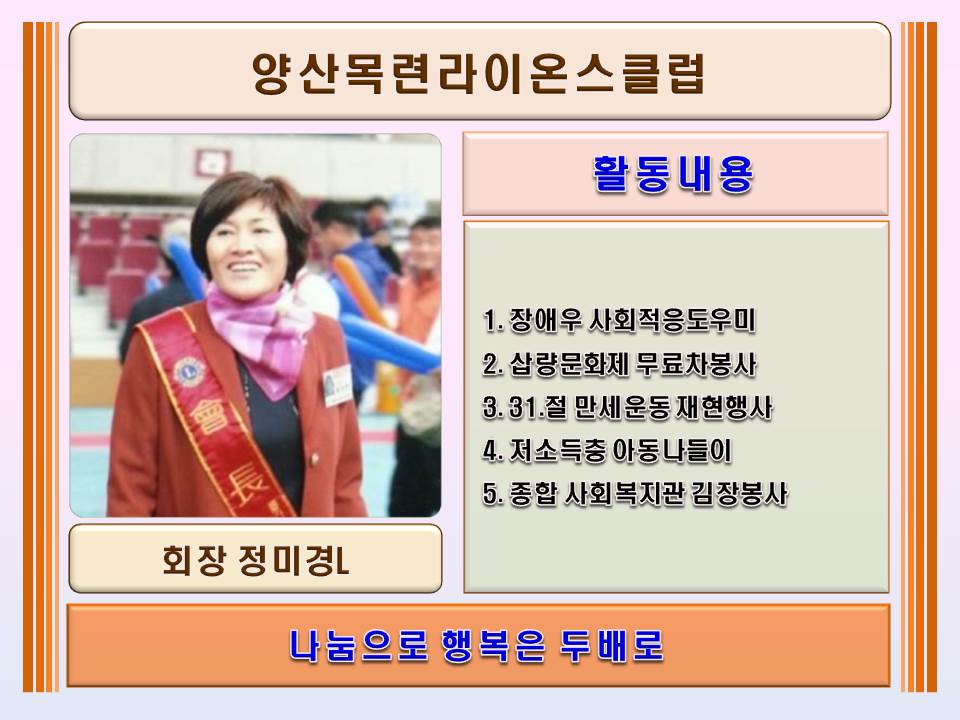 양산목련라이온스클럽
활동내용
1. 장애우 사회적응도우미
2. 삽량문화제 무료차봉사
3. 31.절 만세운동 재현행사
4. 저소득층 아동나들이
5. 종합 사회복지관 김장봉사
會長
회장 정미경L
나눔으로 행복은 두배로